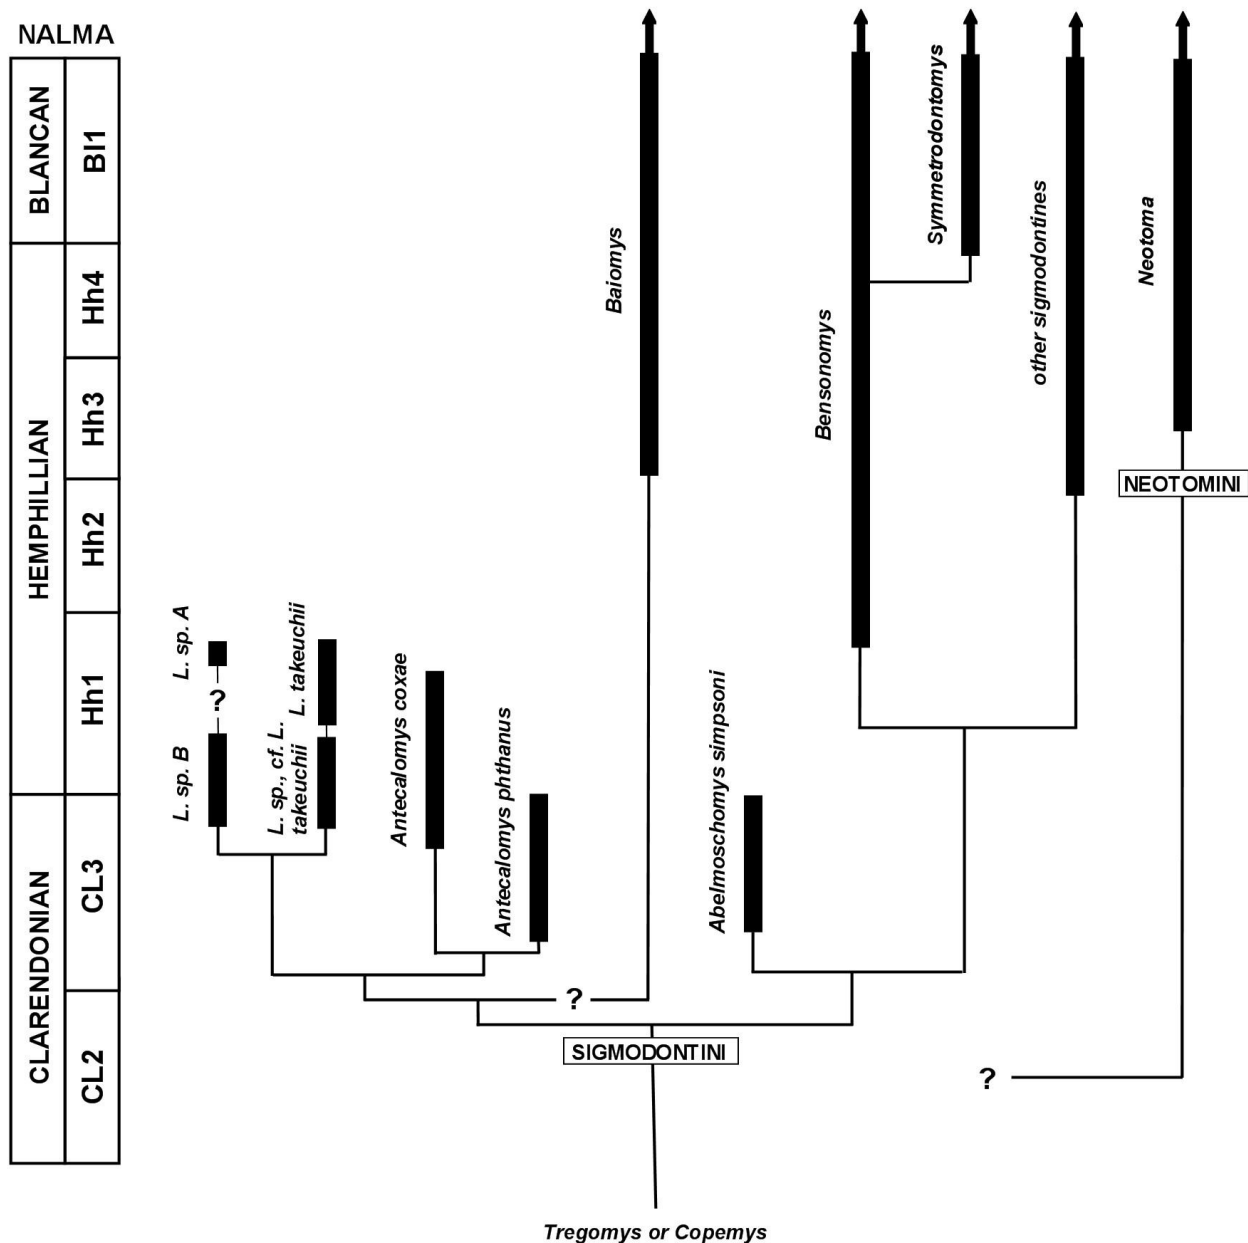 NALMA
BLANCAN
HEMPHILLIAN
CLARENDONIAN
Bl1
Hh4
Hh3
Hh2
Hh1
CL3
CL2
L. sp. A
?
L. sp. B
L. takeuchii
L. sp., cf. L.
takeuchii
Antecalomys coxae
Antecalomys phthanus
Baiomys
?
Abelmoschomys simpsoni
Bensonomys
Symmetrodontomys
other sigmodontines
Neotoma
NEOTOMINI
SIGMODONTINI
?
Tregomys or Copemys